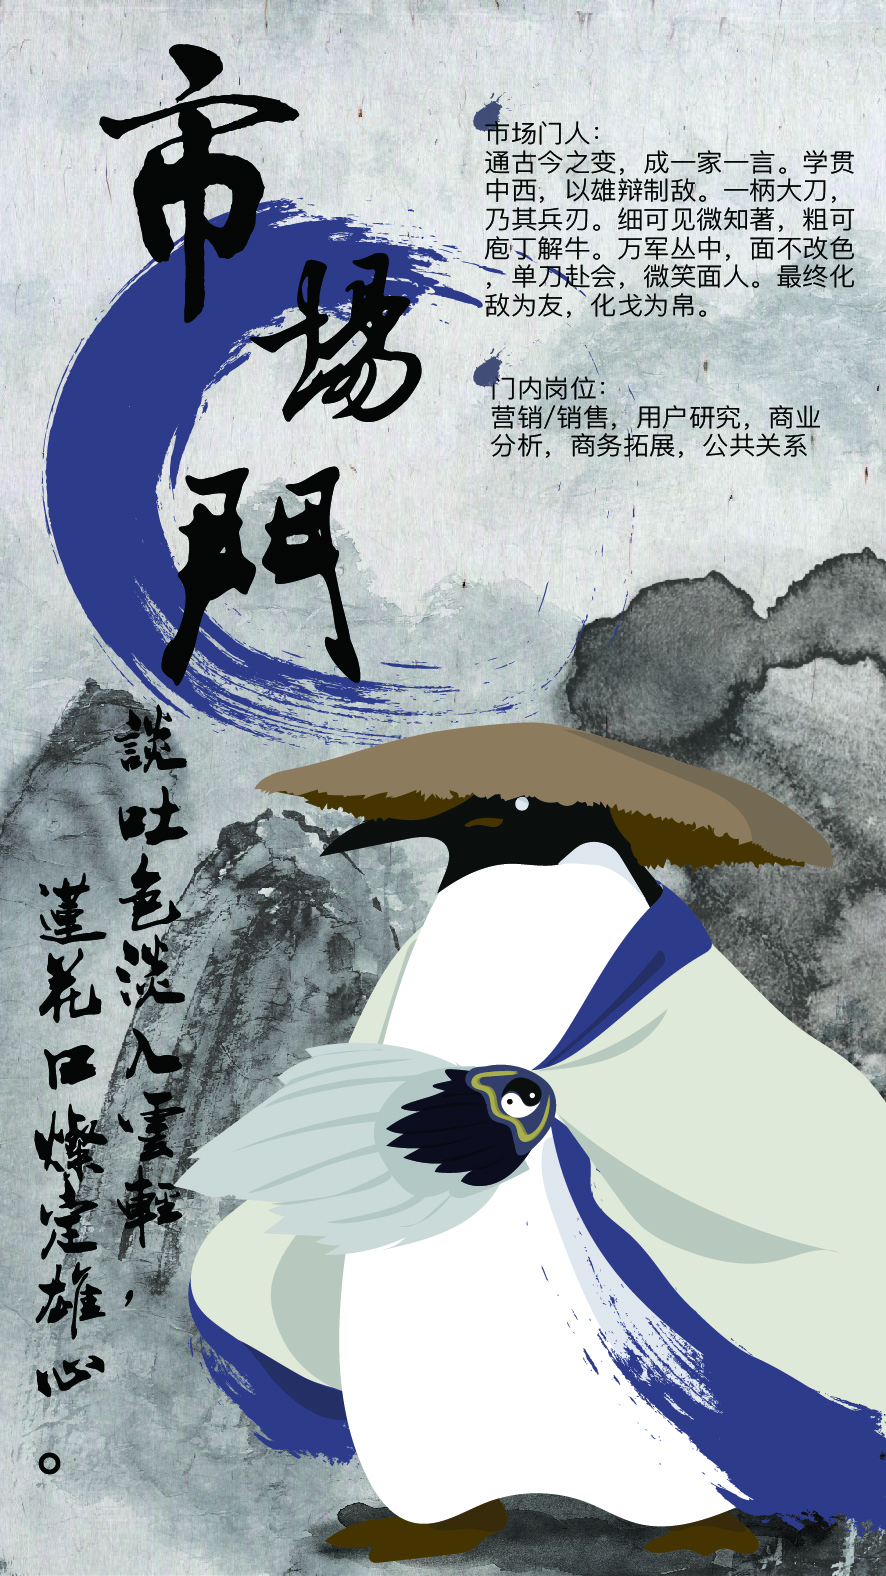 市场門
市场门人：
通古今之变，成一家一言。学贯
中西，以雄辩制敌。一柄大刀，
乃其兵刃。细可见微知著，粗可
庖丁解牛。万军丛中，面不改色
，单刀赴会，微笑面人。最终化
敌为友，化戈为帛。
门内岗位：
营销/销售，用户研究，商业
分析，商务拓展，公共关系
談吐色淡入雲輕，
蓮花口燦定雄心。